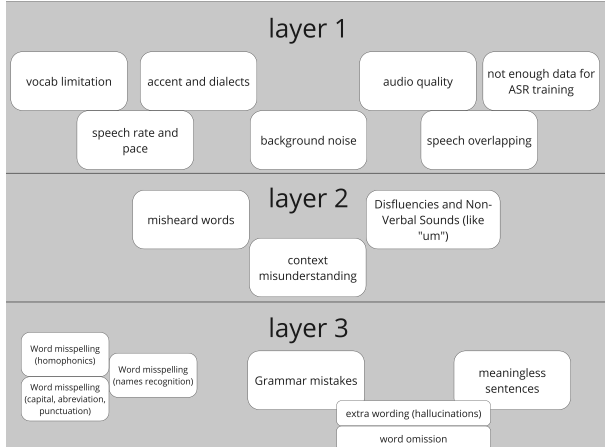 layer 1
vocab limitation
accent and dialects
audio quality
not enough data for
ASR training
speech rate and
pace
background noise
speech overlapping
layer 2
misheard words
Disfluencies and Non-
Verbal Sounds (like
"um")
context
misunderstanding
layer 3
Word misspelling
(homophonics)
Word misspelling
(names recognition)
Word misspelling
(capital, abreviation,
punctuation)
Grammar mistakes
meaningless
sentences
extra wording (hallucinations)
word omission